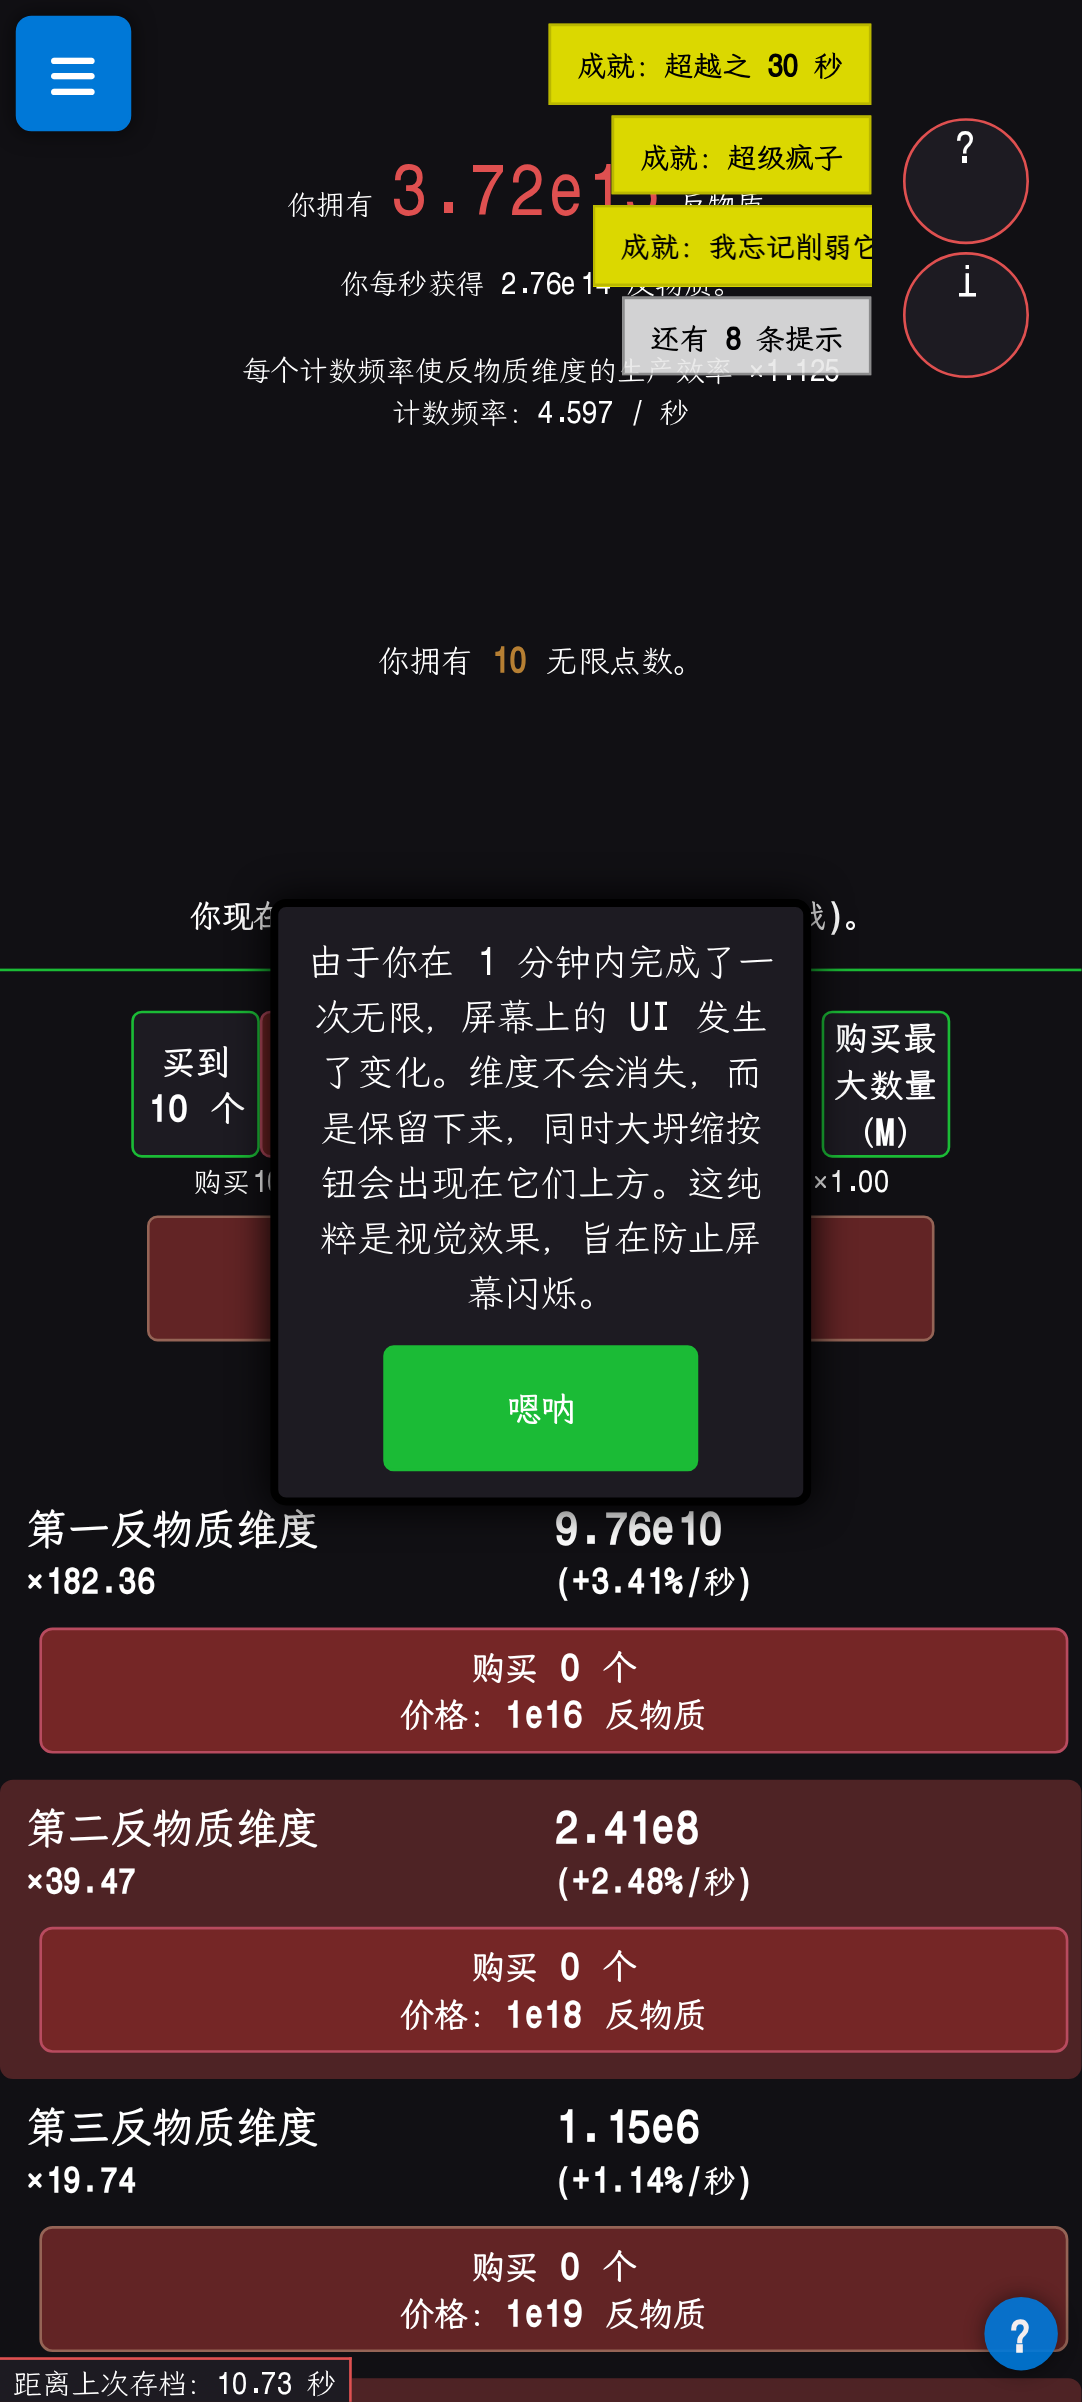 成就：超越之 30 秒
成就：超级疯子
?
你拥有 3.72e1
成就：我忘记削弱它
你每秒获得 2.76e14 反物质。
i
还有 8 条提示
每个计数频率使反物质维度的生产效率 ×1.125
计数频率：4.597 / 秒
你拥有 10 无限点数。
你现在
戏)。
由于你在 1 分钟内完成了一
次无限，屏幕上的 UI 发生
了变化。维度不会消失，而
是保留下来，同时大坍缩按
钮会出现在它们上方。这纯
粹是视觉效果，旨在防止屏
幕闪烁。
嗯呐
买到
10 个
购买最
大数量
(M)
购买10
×1.00
第一反物质维度 9.76e10
×182.36 (+3.41%/秒)
购买 0 个
价格：1e16 反物质
第二反物质维度 2.41e8
×39.47 (+2.48%/秒)
购买 0 个
价格：1e18 反物质
第三反物质维度 1.15e6
×19.74 (+1.14%/秒)
购买 0 个
价格：1e19 反物质
?
距离上次存档：10.73 秒